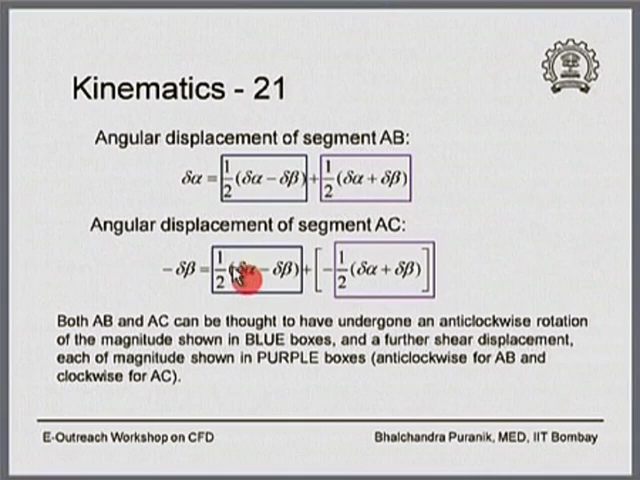 Kinematics - 21
Angular displacement of segment AB:
δα = 1/2 (δα − δβ) + 1/2 (δα + δβ)
Angular displacement of segment AC:
−δβ = 1/2 (δα − δβ) + [ −1/2 (δα + δβ) ]
Both AB and AC can be thought to have undergone an anticlockwise rotation
of the magnitude shown in BLUE boxes, and a further shear displacement,
each of magnitude shown in PURPLE boxes (anticlockwise for AB and
clockwise for AC).
E-Outreach Workshop on CFD
Bhalchandra Puranik, MED, IIT Bombay